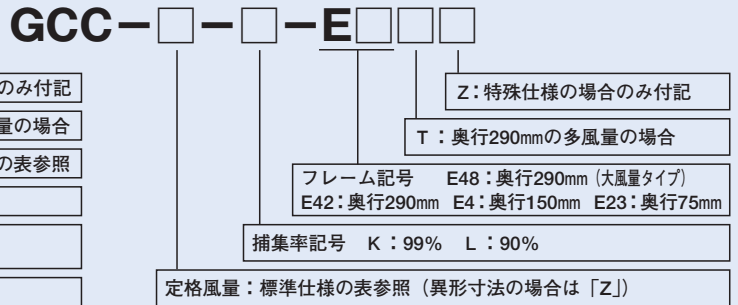 GCC－□－□－E□□□
のみ付記
Z：特殊仕様の場合のみ付記
量の場合
T：奥行290mmの多風量の場合
の表参照
フレーム記号　E48：奥行290mm（大風量タイプ）
E42：奥行290mm　E4：奥行150mm　E23：奥行75mm
捕集率記号　K：99%　L：90%
定格風量：標準仕様の表参照（異形寸法の場合は「Z」）